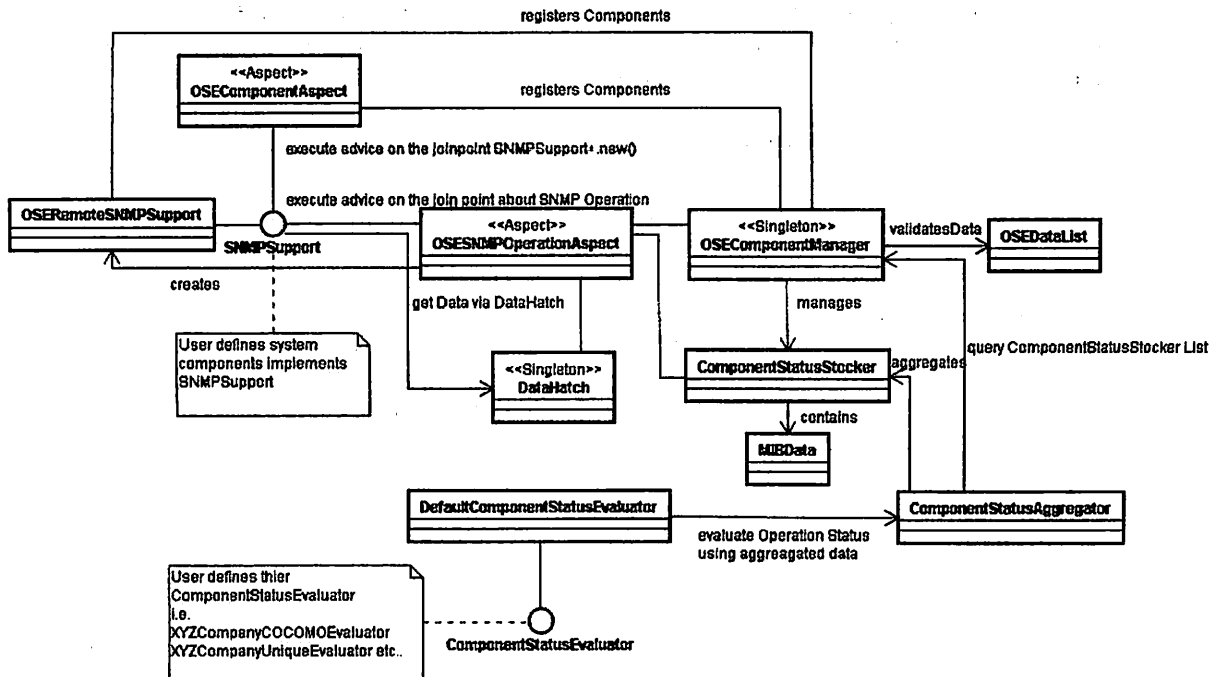 registers Components
<<Aspect>>
OSEComponentAspect
registers Components
execute advice on the joinpoint SNMPSupport+.new()
execute advice on the join point about SNMP Operation
OSERemoteSNMPSupport
SNMPSupport
<<Aspect>>
OSESNMPOperationAspect
<<Singleton>>
OSEComponentManager
validatesData
OSEDataList
creates
get Data via DataHatch
manages
User defines system
components implements
SNMPSupport
<<Singleton>>
DataHatch
ComponentStatusStocker
aggregates
query ComponentStatusStocker List
contains
MIBData
DefaultComponentStatusEvaluator
evaluate Operation Status
using aggreagated data
ComponentStatusAggregator
User defines thier
ComponentStatusEvaluator
i.e.
XYZCompanyCOCOMOEvaluator
XYZCompanyUniqueEvaluator etc..
ComponentStatusEvaluator